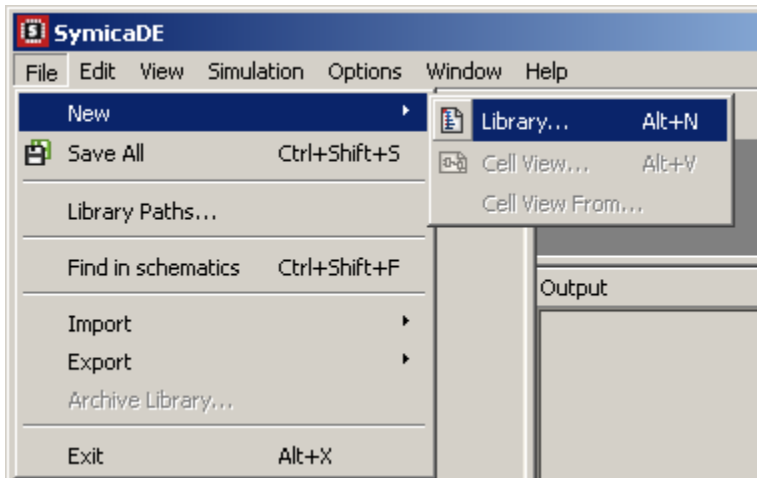 SymicaDE
File Edit View Simulation Options Window Help
New
Library... Alt+N
Save All Ctrl+Shift+S
Cell View... Alt+V
Library Paths...
Cell View From...
Find in schematics Ctrl+Shift+F
Output
Import
Export
Archive Library...
Exit Alt+X